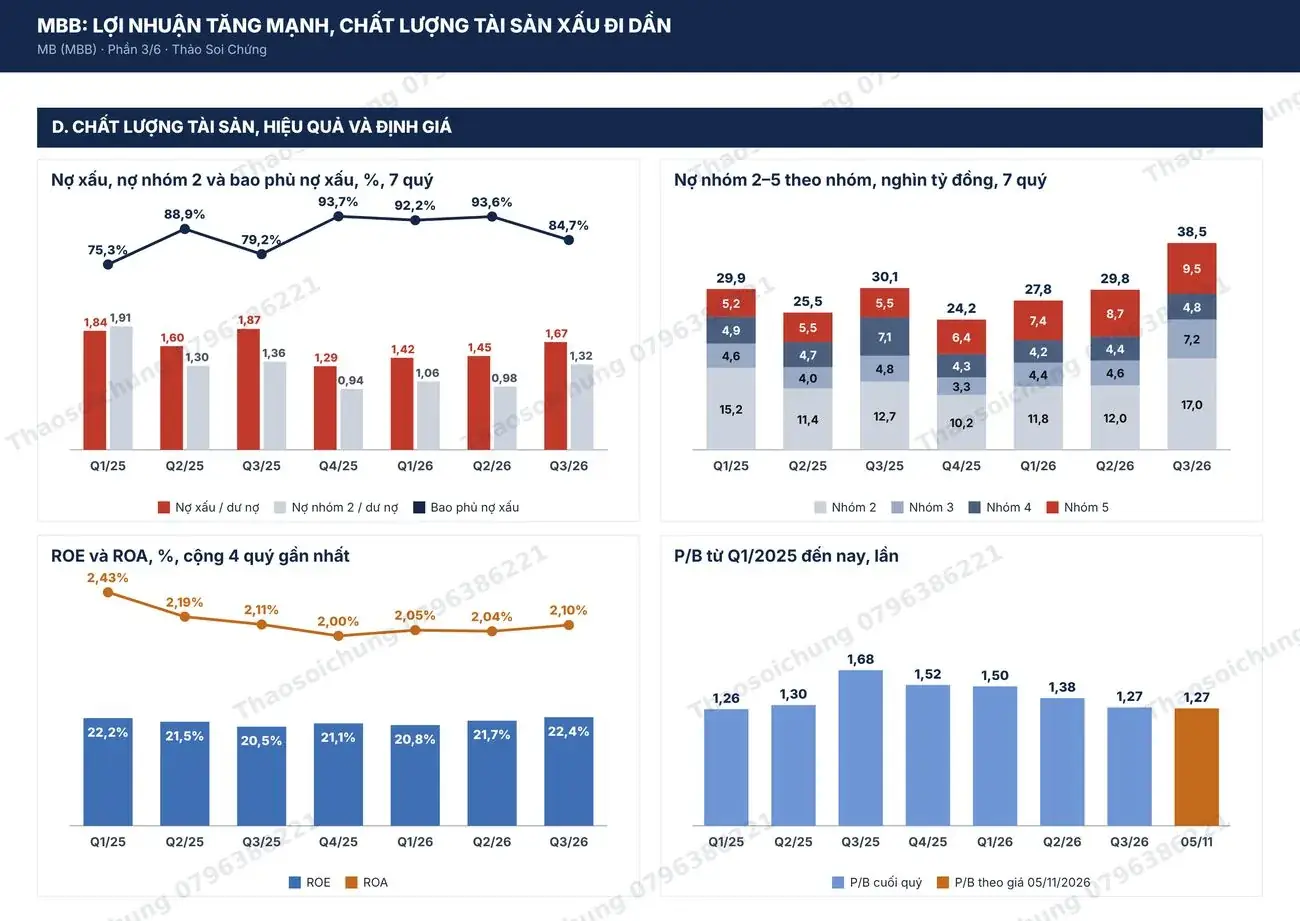 MBB: LỢI NHUẬN TĂNG MẠNH, CHẤT LƯỢNG TÀI SẢN XẤU ĐI DẦN
MB (MBB) · Phần 3/6 · Thảo Soi Chứng
D. CHẤT LƯỢNG TÀI SẢN, HIỆU QUẢ VÀ ĐỊNH GIÁ
Nợ xấu, nợ nhóm 2 và bao phủ nợ xấu, %, 7 quý
75,3% 88,9% 79,2% 93,7% 92,2% 93,6% 84,7%
1,84 1,91 1,60 1,30 1,87 1,36 1,29 0,94 1,42 1,06 1,45 0,98 1,67 1,32
Q1/25 Q2/25 Q3/25 Q4/25 Q1/26 Q2/26 Q3/26
Nợ xấu / dư nợ Nợ nhóm 2 / dư nợ Bao phủ nợ xấu
Nợ nhóm 2–5 theo nhóm, nghìn tỷ đồng, 7 quý
29,9 25,5 30,1 24,2 27,8 29,8 38,5
5,2 5,5 5,5 6,4 7,4 8,7 9,5
4,9 4,7 7,1 4,3 4,2 4,4 4,8
4,6 4,0 4,8 3,3 4,4 4,6 7,2
15,2 11,4 12,7 10,2 11,8 12,0 17,0
Q1/25 Q2/25 Q3/25 Q4/25 Q1/26 Q2/26 Q3/26
Nhóm 2 Nhóm 3 Nhóm 4 Nhóm 5
ROE và ROA, %, cộng 4 quý gần nhất
2,43% 2,19% 2,11% 2,00% 2,05% 2,04% 2,10%
22,2% 21,5% 20,5% 21,1% 20,8% 21,7% 22,4%
Q1/25 Q2/25 Q3/25 Q4/25 Q1/26 Q2/26 Q3/26
ROE ROA
P/B từ Q1/2025 đến nay, lần
1,26 1,30 1,68 1,52 1,50 1,38 1,27 1,27
Q1/25 Q2/25 Q3/25 Q4/25 Q1/26 Q2/26 Q3/26 05/11
P/B cuối quý P/B theo giá 05/11/2026
Thaosoichung 0796386221